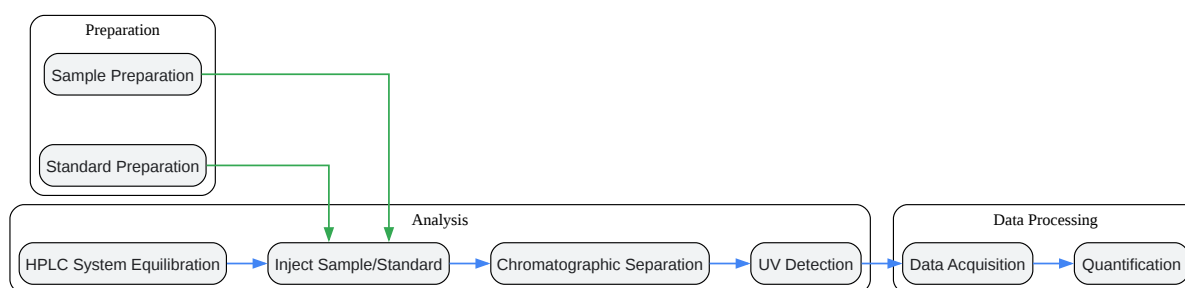 Preparation
Sample Preparation
Standard Preparation
Analysis
HPLC System Equilibration
Inject Sample/Standard
Chromatographic Separation
UV Detection
Data Processing
Data Acquisition
Quantification